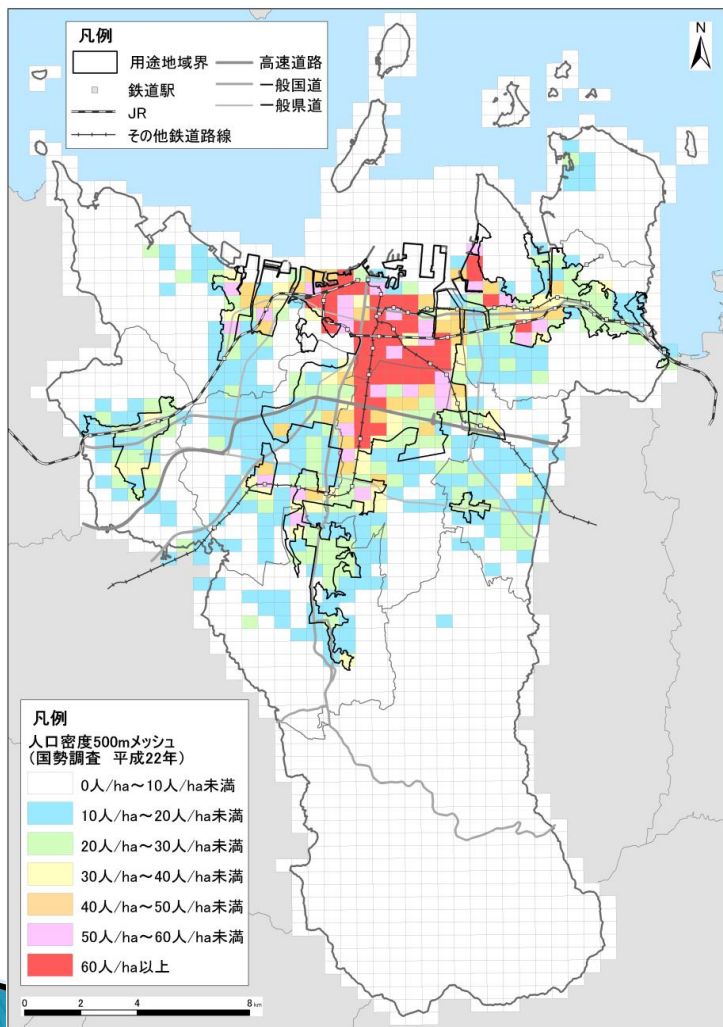 凡例
用途地域界
鉄道駅
JR
その他鉄道路線
高速道路
一般国道
一般県道
N
凡例
人口密度500mメッシュ
（国勢調査　平成22年）
0人/ha～10人/ha未満
10人/ha～20人/ha未満
20人/ha～30人/ha未満
30人/ha～40人/ha未満
40人/ha～50人/ha未満
50人/ha～60人/ha未満
60人/ha以上
0 2 4 8 km